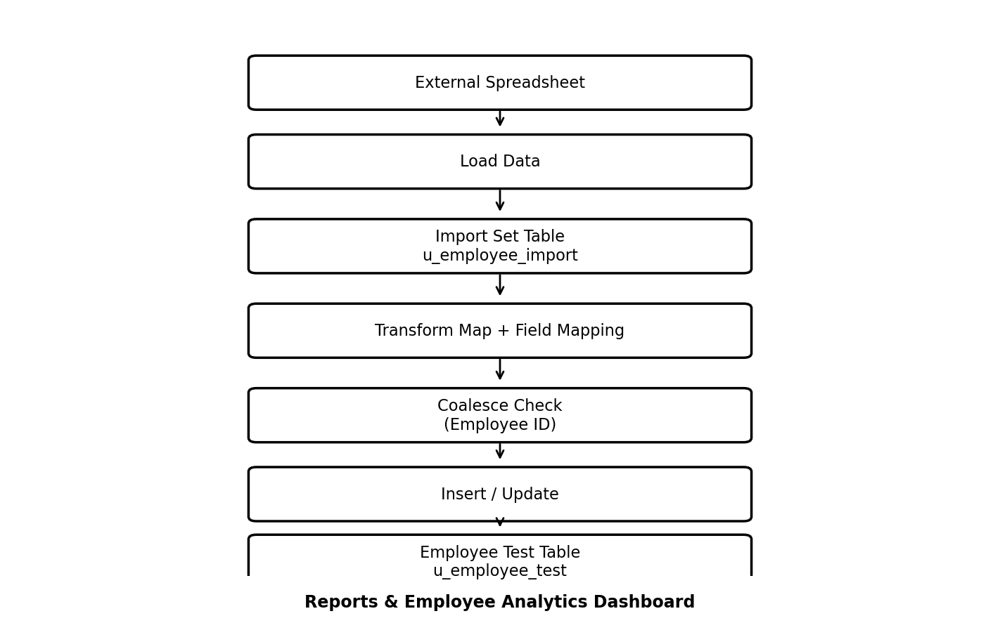 External Spreadsheet
Load Data
Import Set Table
u_employee_import
Transform Map + Field Mapping
Coalesce Check
(Employee ID)
Insert / Update
Employee Test Table
u_employee_test
Reports & Employee Analytics Dashboard